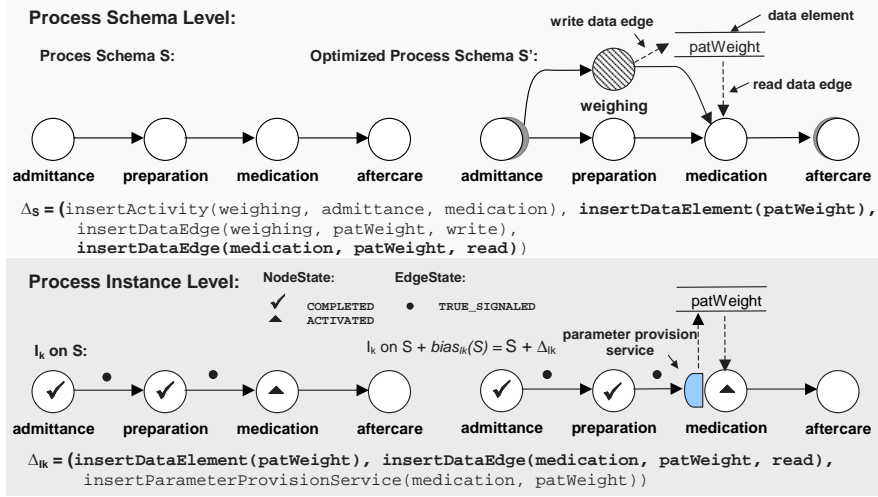 Process Schema Level:
write data edge
data element
Proces Schema S:
Optimized Process Schema S':
patWeight
read data edge
weighing
admittance preparation medication aftercare
admittance preparation medication aftercare
ΔS = (insertActivity(weighing, admittance, medication), insertDataElement(patWeight),
insertDataEdge(weighing, patWeight, write),
insertDataEdge(medication, patWeight, read))
Process Instance Level:
NodeState:
EdgeState:
COMPLETED
TRUE_SIGNALED
ACTIVATED
patWeight
Ik on S:
Ik on S + biasIk(S) = S + ΔIk
parameter provision
service
admittance preparation medication aftercare
admittance preparation medication aftercare
ΔIk = (insertDataElement(patWeight), insertDataEdge(medication, patWeight, read),
insertParameterProvisionService(medication, patWeight))